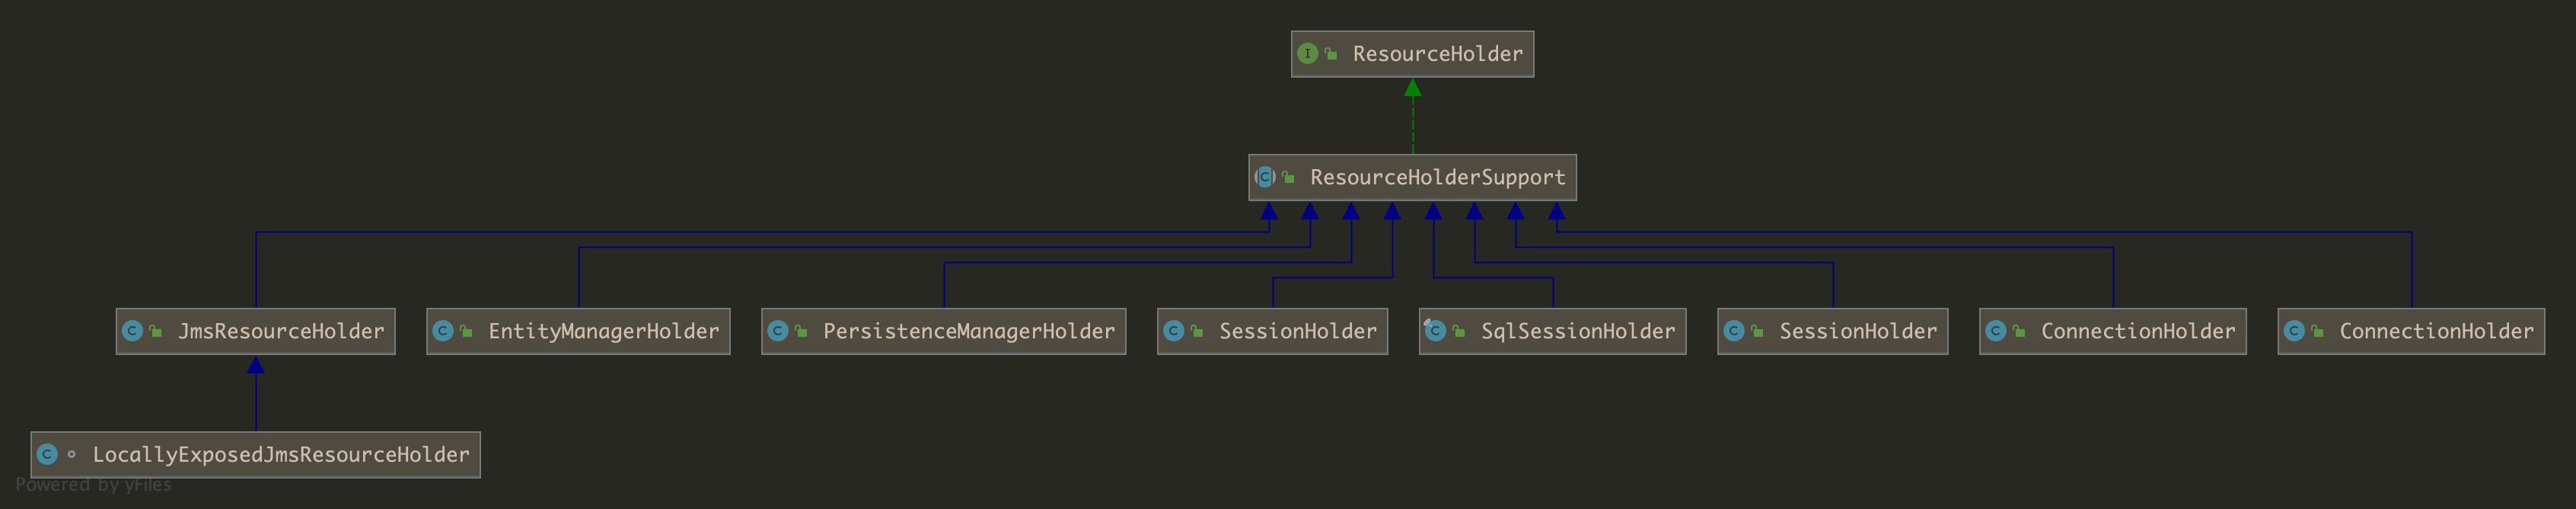 ResourceHolder
ResourceHolderSupport
JmsResourceHolder
EntityManagerHolder
PersistenceManagerHolder
SessionHolder
SqlSessionHolder
SessionHolder
ConnectionHolder
ConnectionHolder
LocallyExposedJmsResourceHolder
Powered by yFiles